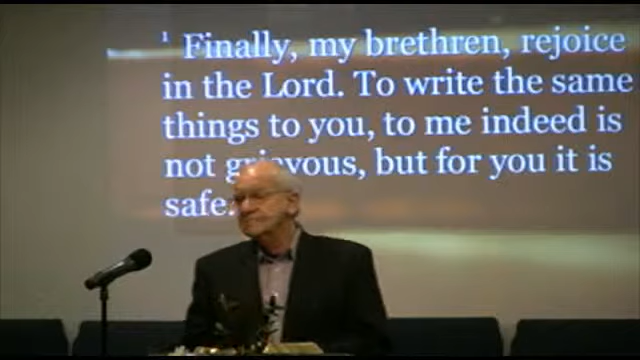 1 Finally, my brethren, rejoice
in the Lord. To write the same
things to you, to me indeed is
not grievous, but for you it is
safe.